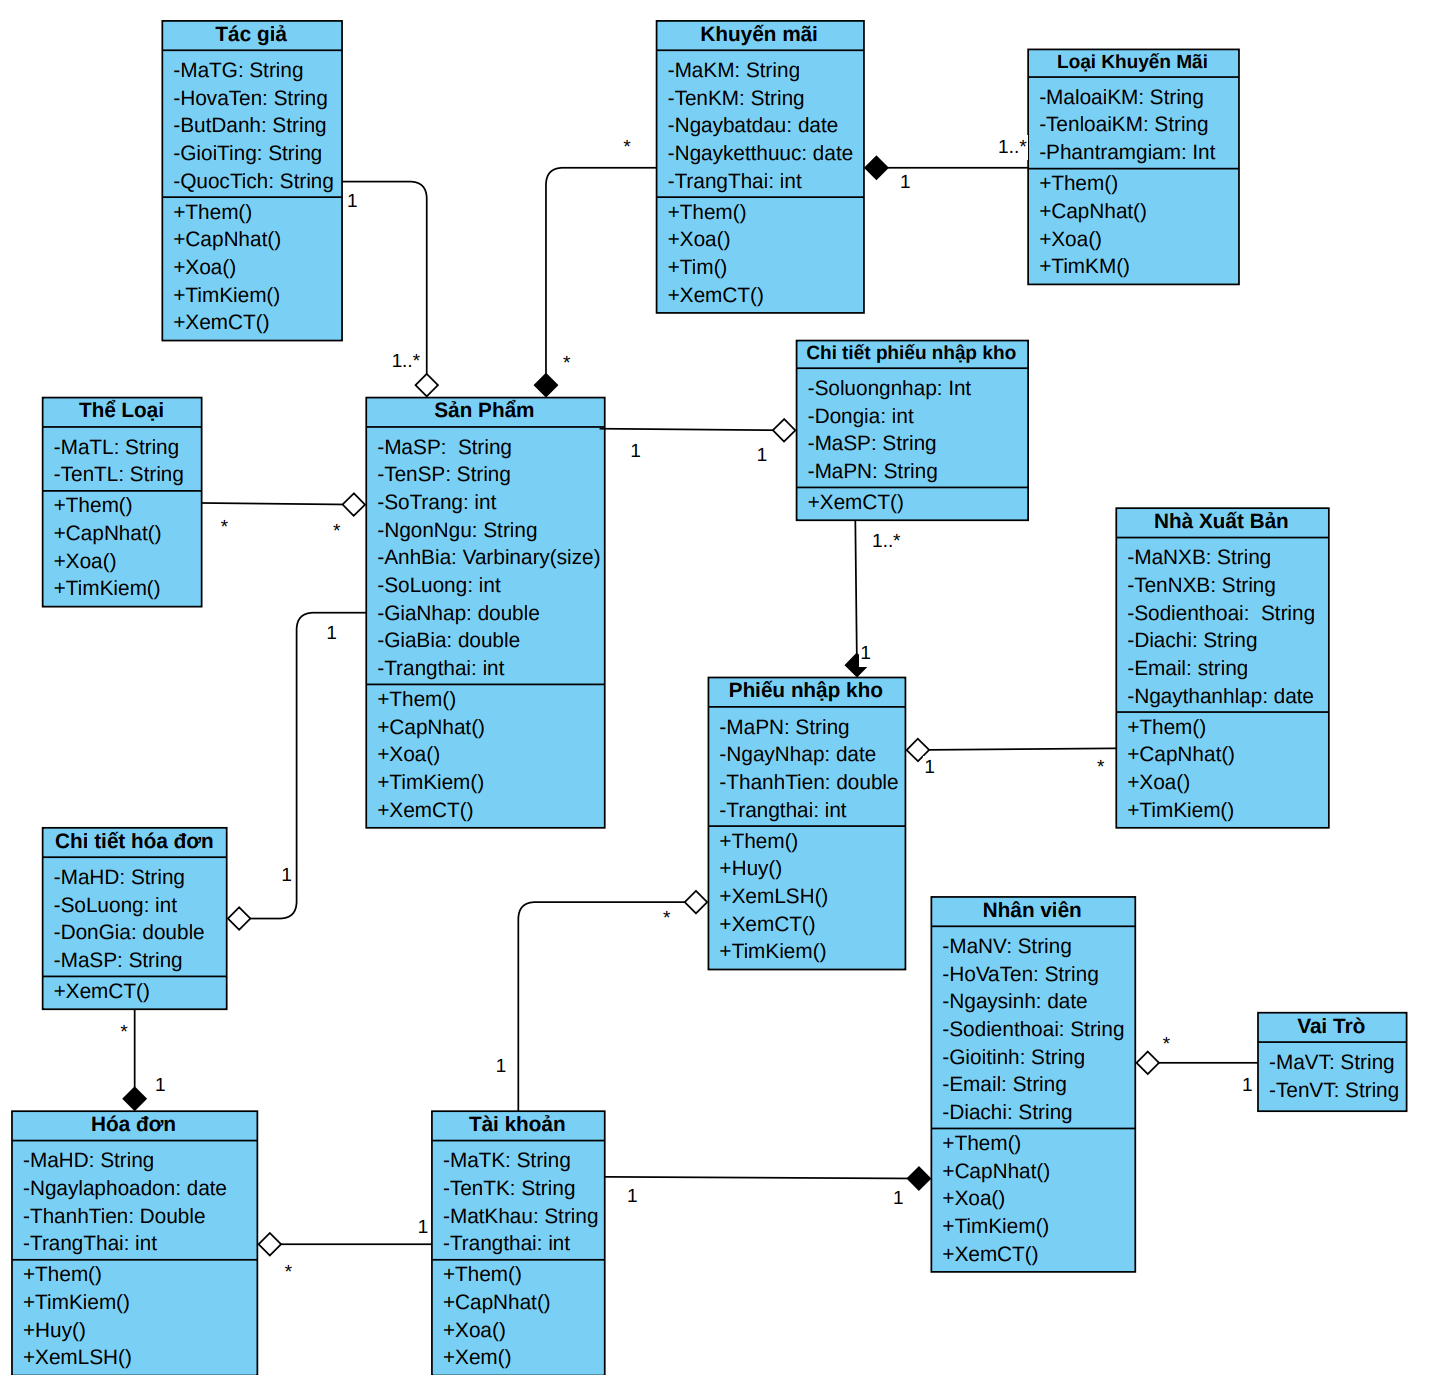 Tác giả
-MaTG: String
-HovaTen: String
-ButDanh: String
-GioiTing: String
-QuocTich: String
+Them()
+CapNhat()
+Xoa()
+TimKiem()
+XemCT()
1
1..*
Khuyến mãi
-MaKM: String
-TenKM: String
-Ngaybatdau: date
-Ngayketthuuc: date
-TrangThai: int
+Them()
+Xoa()
+Tim()
+XemCT()
*
*
1
1..*
Loại Khuyến Mãi
-MaloaiKM: String
-TenloaiKM: String
-Phantramgiam: Int
+Them()
+CapNhat()
+Xoa()
+TimKM()
Chi tiết phiếu nhập kho
-Soluongnhap: Int
-Dongia: int
-MaSP: String
-MaPN: String
+XemCT()
1
1
1..*
1
Thể Loại
-MaTL: String
-TenTL: String
+Them()
+CapNhat()
+Xoa()
+TimKiem()
*
*
Sản Phẩm
-MaSP:  String
-TenSP: String
-SoTrang: int
-NgonNgu: String
-AnhBia: Varbinary(size)
-SoLuong: int
-GiaNhap: double
-GiaBia: double
-Trangthai: int
+Them()
+CapNhat()
+Xoa()
+TimKiem()
+XemCT()
1
1
Nhà Xuất Bản
-MaNXB: String
-TenNXB: String
-Sodienthoai:  String
-Diachi: String
-Email: string
-Ngaythanhlap: date
+Them()
+CapNhat()
+Xoa()
+TimKiem()
Phiếu nhập kho
-MaPN: String
-NgayNhap: date
-ThanhTien: double
-Trangthai: int
+Them()
+Huy()
+XemLSH()
+XemCT()
+TimKiem()
1
*
*
1
Chi tiết hóa đơn
-MaHD: String
-SoLuong: int
-DonGia: double
-MaSP: String
+XemCT()
*
1
Nhân viên
-MaNV: String
-HoVaTen: String
-Ngaysinh: date
-Sodienthoai: String
-Gioitinh: String
-Email: String
-Diachi: String
+Them()
+CapNhat()
+Xoa()
+TimKiem()
+XemCT()
*
1
Vai Trò
-MaVT: String
-TenVT: String
Hóa đơn
-MaHD: String
-Ngaylaphoadon: date
-ThanhTien: Double
-TrangThai: int
+Them()
+TimKiem()
+Huy()
+XemLSH()
1
*
Tài khoản
-MaTK: String
-TenTK: String
-MatKhau: String
-Trangthai: int
+Them()
+CapNhat()
+Xoa()
+Xem()
1
1